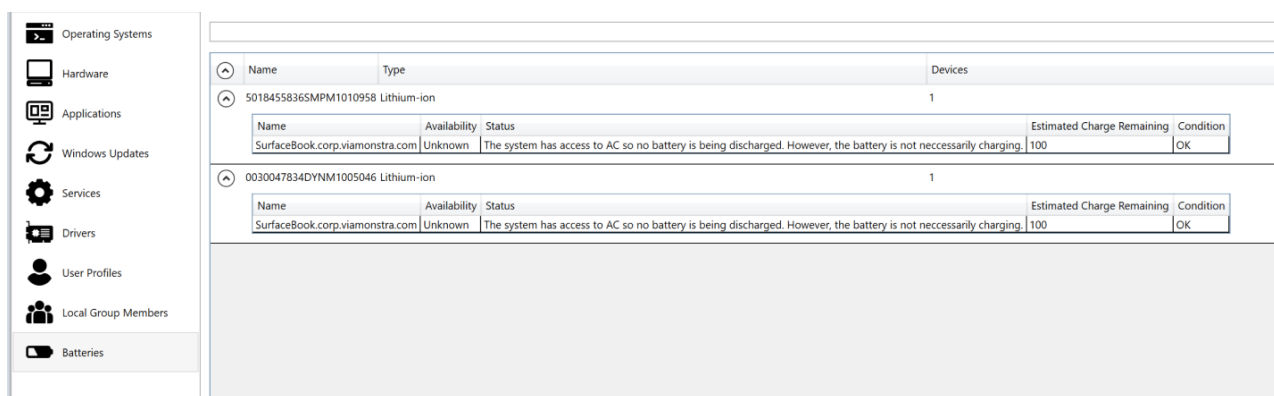 Operating Systems
Hardware
Applications
Windows Updates
Services
Drivers
User Profiles
Local Group Members
Batteries
Name Type Devices
5018455836SMPM1010958 Lithium-ion 1
Name Availability Status Estimated Charge Remaining Condition
SurfaceBook.corp.viamonstra.com Unknown The system has access to AC so no battery is being discharged. However, the battery is not neccessarily charging. 100 OK
0030047834DYNM1005046 Lithium-ion 1
Name Availability Status Estimated Charge Remaining Condition
SurfaceBook.corp.viamonstra.com Unknown The system has access to AC so no battery is being discharged. However, the battery is not neccessarily charging. 100 OK